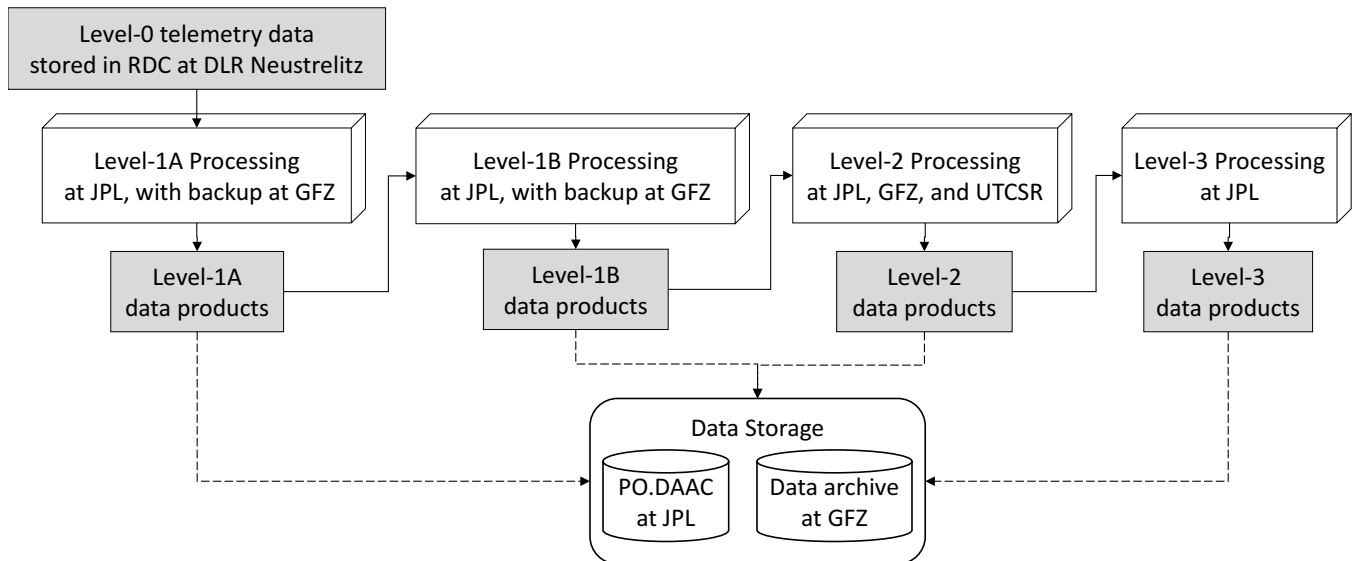 Level-0 telemetry data
stored in RDC at DLR Neustrelitz
Level-1A Processing
at JPL, with backup at GFZ
Level-1B Processing
at JPL, with backup at GFZ
Level-2 Processing
at JPL, GFZ, and UTCSR
Level-3 Processing
at JPL
Level-1A
data products
Level-1B
data products
Level-2
data products
Level-3
data products
Data Storage
PO.DAAC
at JPL
Data archive
at GFZ